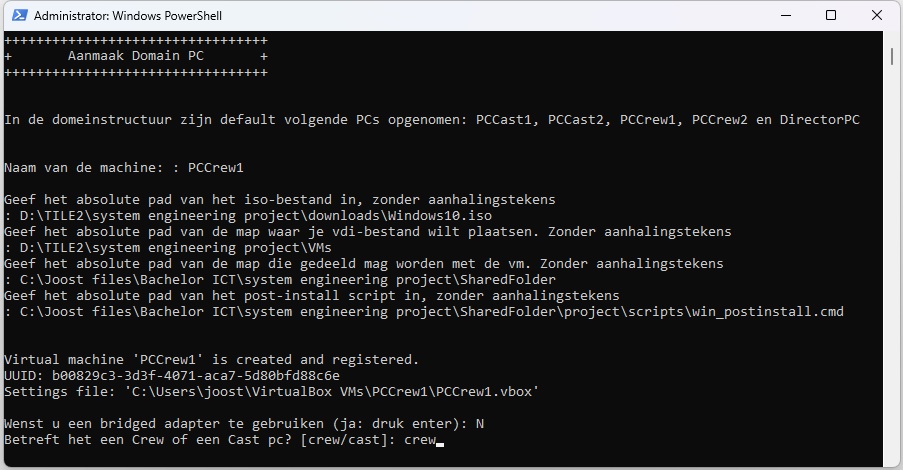 Administrator: Windows PowerShell
+++++++++++++++++++++++++++++++++
+       Aanmaak Domain PC       +
+++++++++++++++++++++++++++++++++
In de domeinstructuur zijn default volgende PCs opgenomen: PCCast1, PCCast2, PCCrew1, PCCrew2 en DirectorPC
Naam van de machine: : PCCrew1
Geef het absolute pad van het iso-bestand in, zonder aanhalingstekens
: D:\TILE2\system engineering project\downloads\Windows10.iso
Geef het absolute pad van de map waar je vdi-bestand wilt plaatsen. Zonder aanhalingstekens
: D:\TILE2\system engineering project\VMs
Geef het absolute pad van de map die gedeeld mag worden met de vm. Zonder aanhalingstekens
: C:\Joost files\Bachelor ICT\system engineering project\SharedFolder
Geef het absolute pad van het post-install script in, zonder aanhalingstekens
: C:\Joost files\Bachelor ICT\system engineering project\SharedFolder\project\scripts\win_postinstall.cmd
Virtual machine 'PCCrew1' is created and registered.
UUID: b00829c3-3d3f-4071-aca7-5d80bfd88c6e
Settings file: 'C:\Users\joost\VirtualBox VMs\PCCrew1\PCCrew1.vbox'
Wenst u een bridged adapter te gebruiken (ja: druk enter): N
Betreft het een Crew of een Cast pc? [crew/cast]: crew